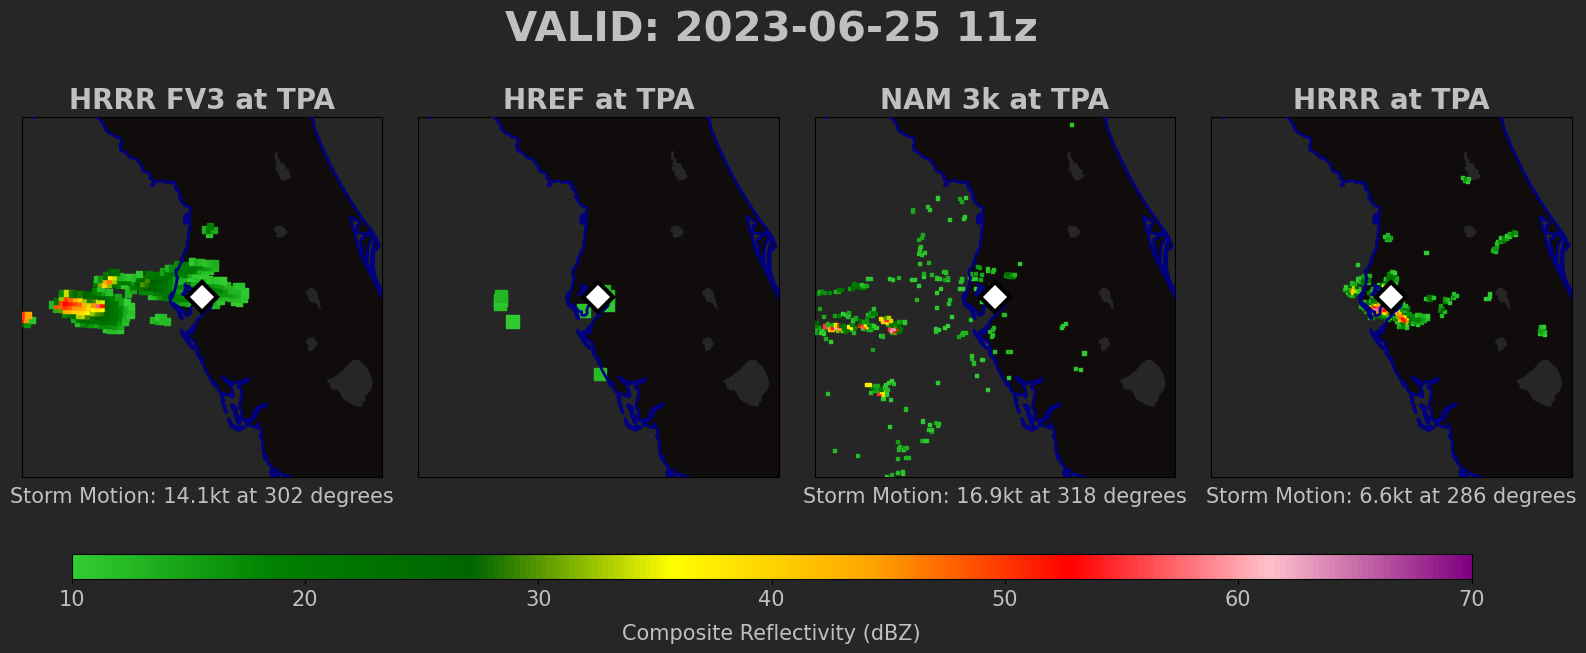 VALID: 2023-06-25 11z
HRRR FV3 at TPA
HREF at TPA
NAM 3k at TPA
HRRR at TPA
Storm Motion: 14.1kt at 302 degrees
Storm Motion: 16.9kt at 318 degrees
Storm Motion: 6.6kt at 286 degrees
10 20 30 40 50 60 70
Composite Reflectivity (dBZ)